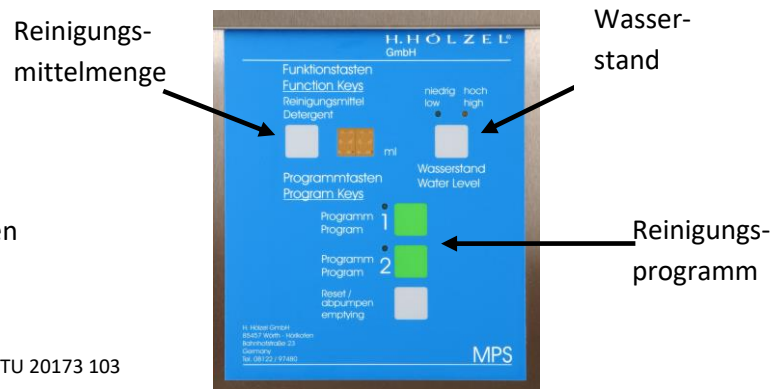 Reinigungs-
mittelmenge
Wasser-
stand
H.HÖLZEL®
GmbH
Funktionstasten
Function Keys
Reinigungsmittel
Detergent
niedrig hoch
low high
ml
Wasserstand
Water Level
Programmtasten
Program Keys
Programm
Program 1
Programm
Program 2
Reset /
abpumpen
emptying
H. Hölzel GmbH
85457 Wörth - Hörlkofen
Bahnhofstraße 23
Germany
Tel. 08122 / 97480
MPS
Reinigungs-
programm
en
TU 20173 103